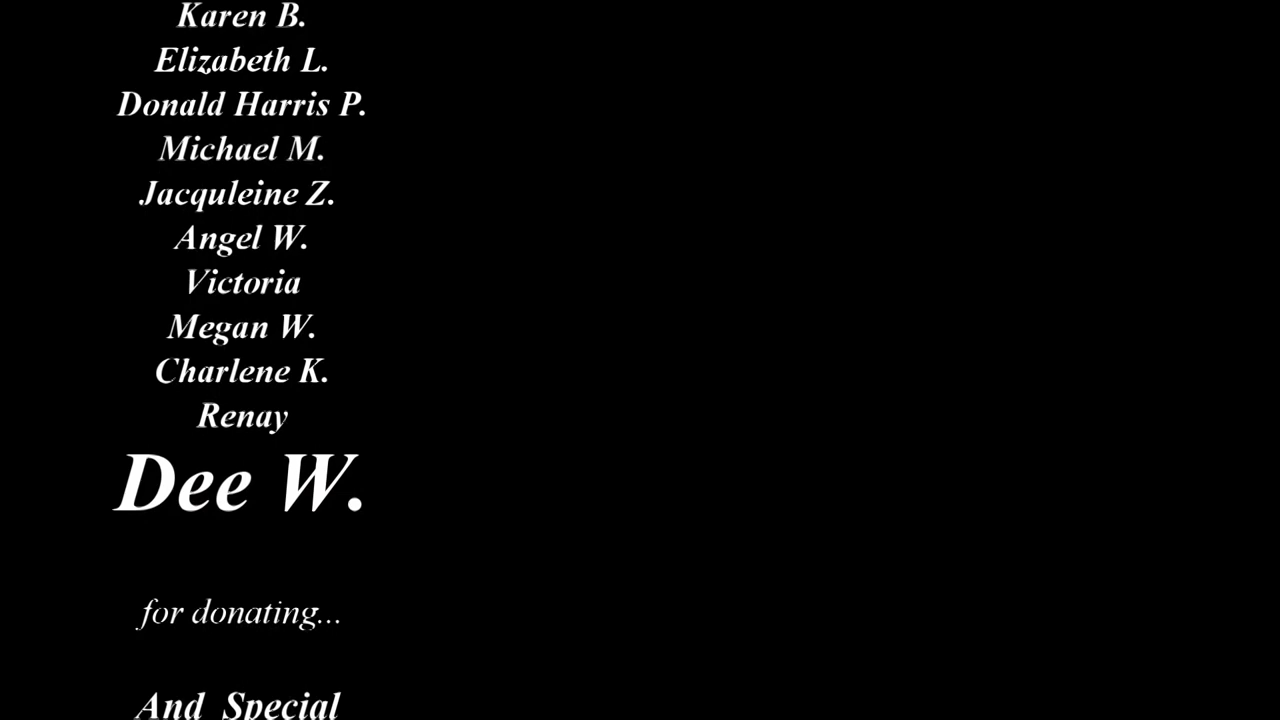 Karen B.
Elizabeth L.
Donald Harris P.
Michael M.
Jacquleine Z.
Angel W.
Victoria
Megan W.
Charlene K.
Renay
Dee W.
for donating...
And Special